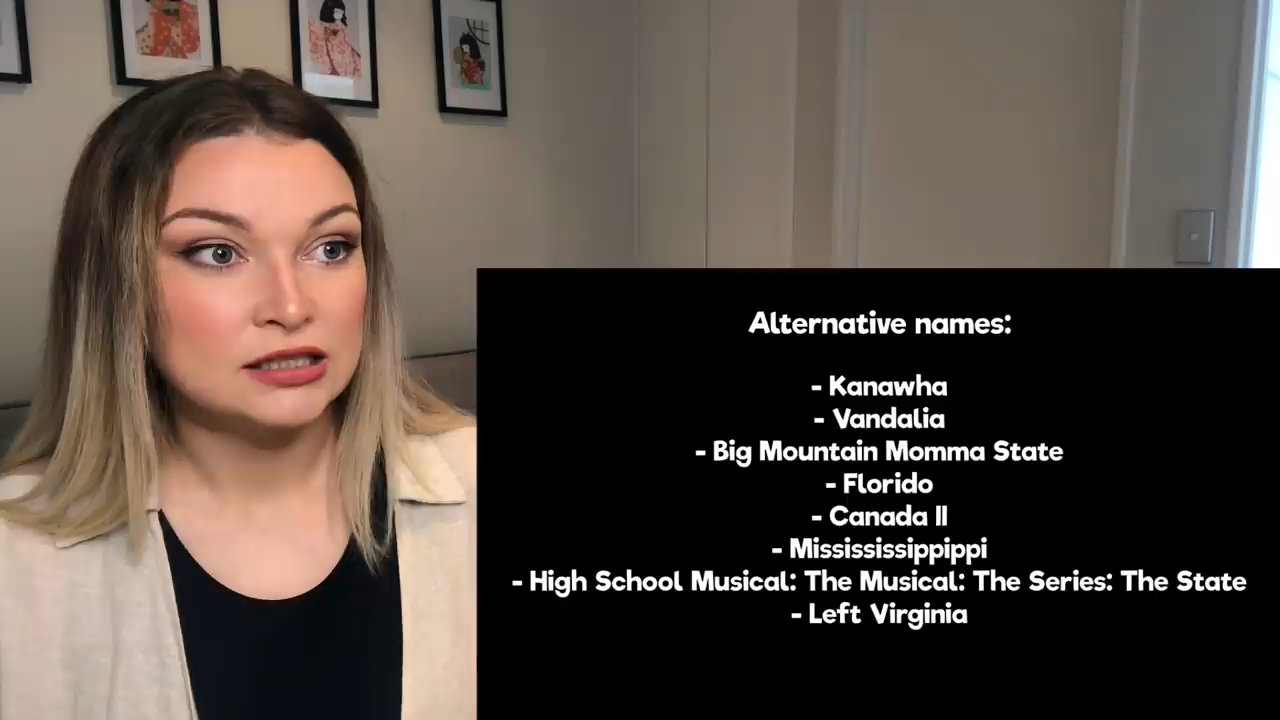 Alternative names:
- Kanawha
- Vandalia
- Big Mountain Momma State
- Florido
- Canada II
- Missississippippi
- High School Musical: The Musical: The Series: The State
- Left Virginia